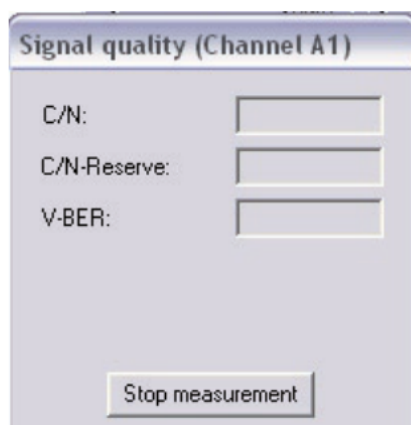 Signal quality (Channel A1)
C/N:
C/N-Reserve:
V-BER:
Stop measurement